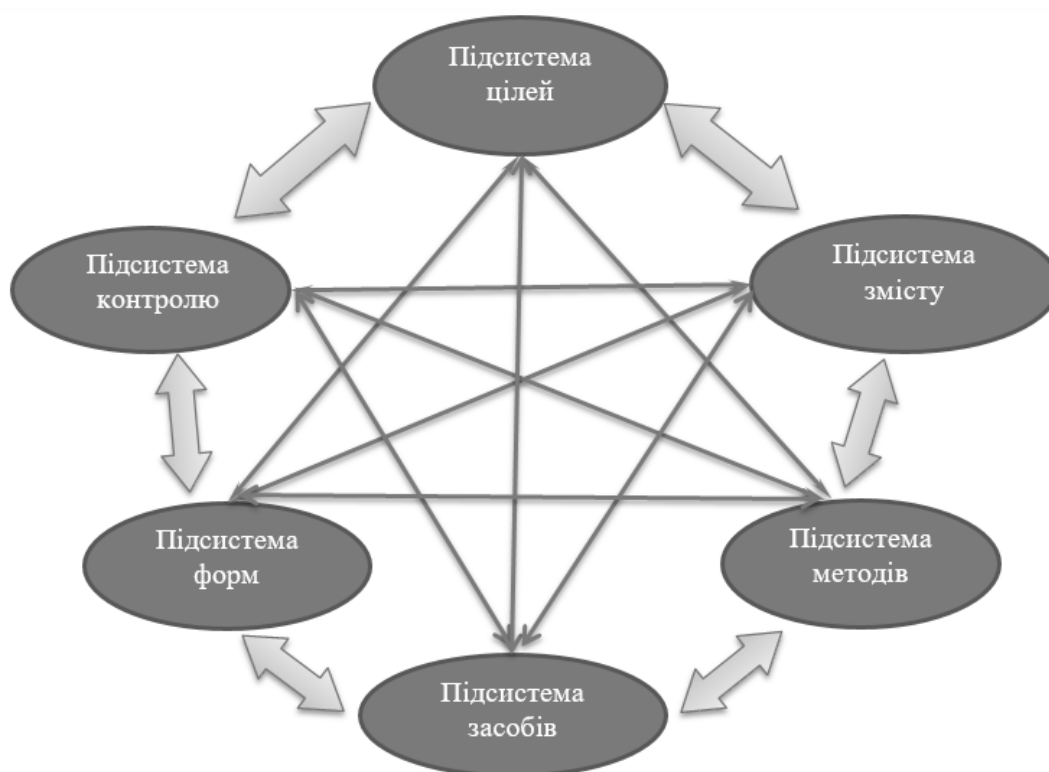 Підсистема
цілей
Підсистема
контролю
Підсистема
змісту
Підсистема
форм
Підсистема
методів
Підсистема
засобів